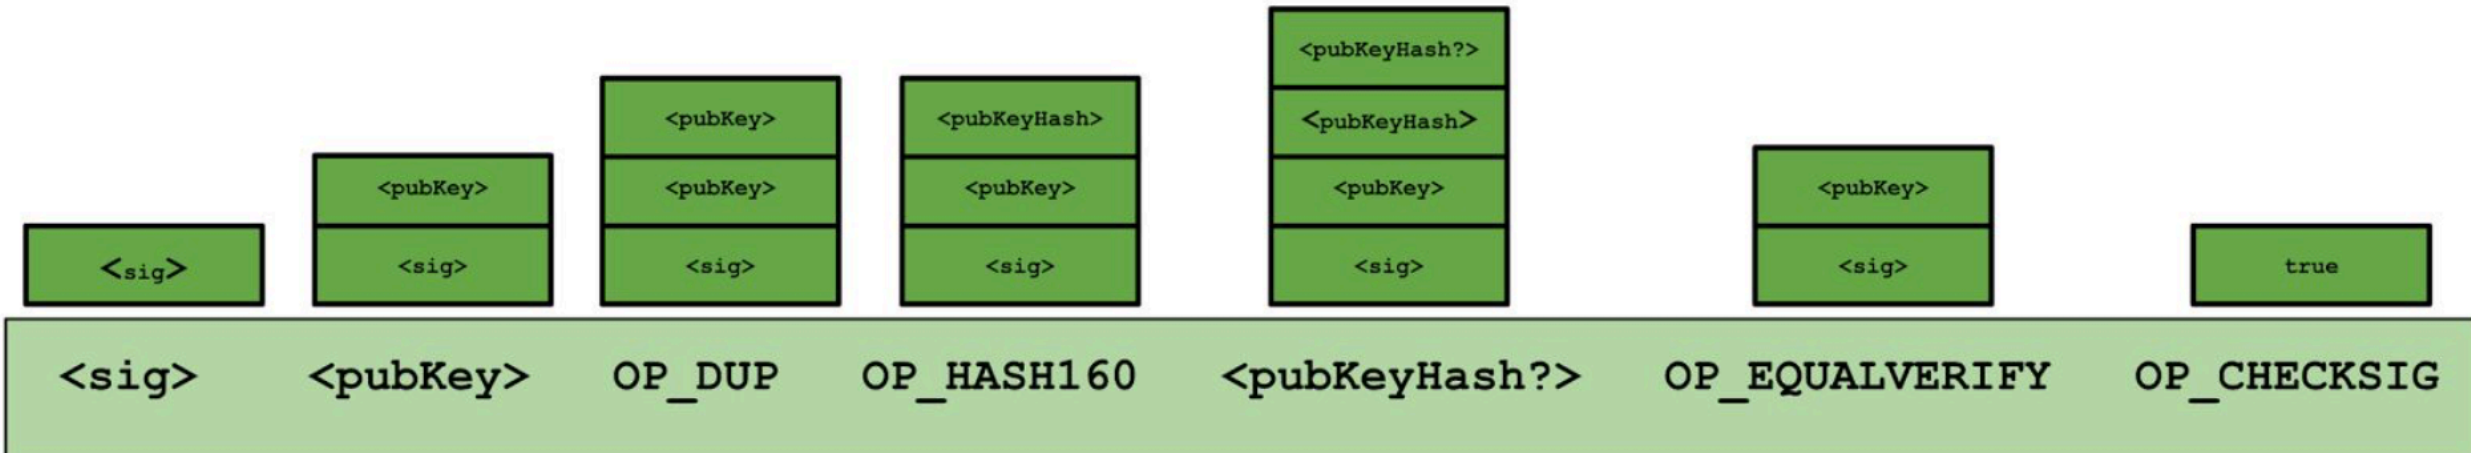 <pubKeyHash?>
<pubKey> <pubKeyHash> <pubKeyHash>
<pubKey> <pubKey> <pubKey> <pubKey> <pubKey>
<sig> <sig> <sig> <sig> <sig> <sig> true
<sig> <pubKey> OP_DUP OP_HASH160 <pubKeyHash?> OP_EQUALVERIFY OP_CHECKSIG